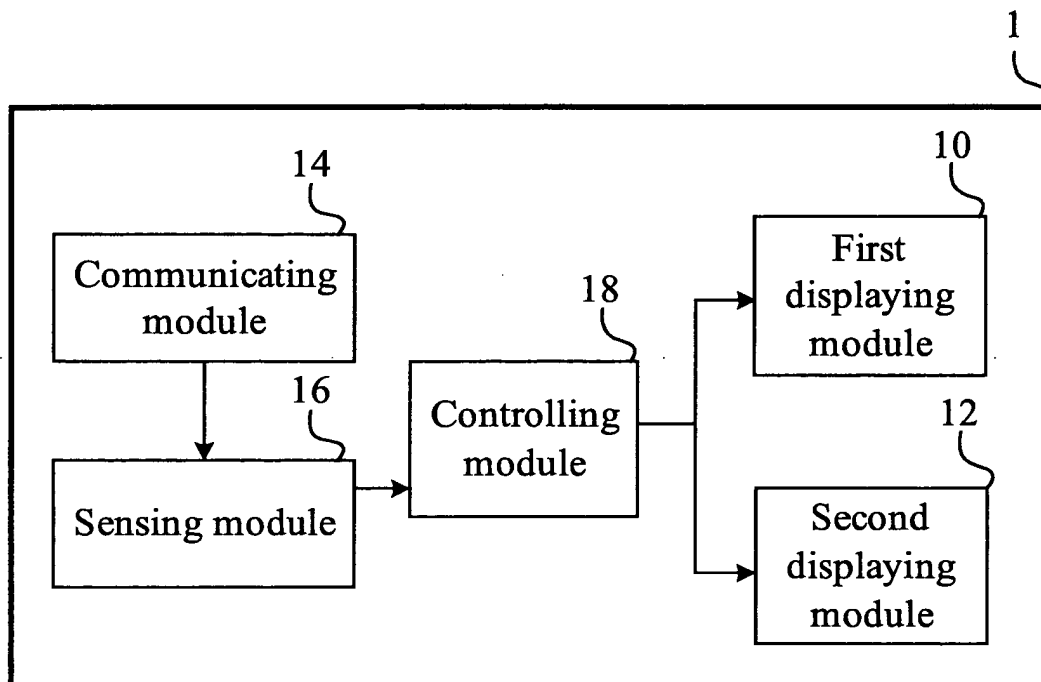 1
14
Communicating
module
16
Sensing module
18
Controlling
module
10
First
displaying
module
12
Second
displaying
module